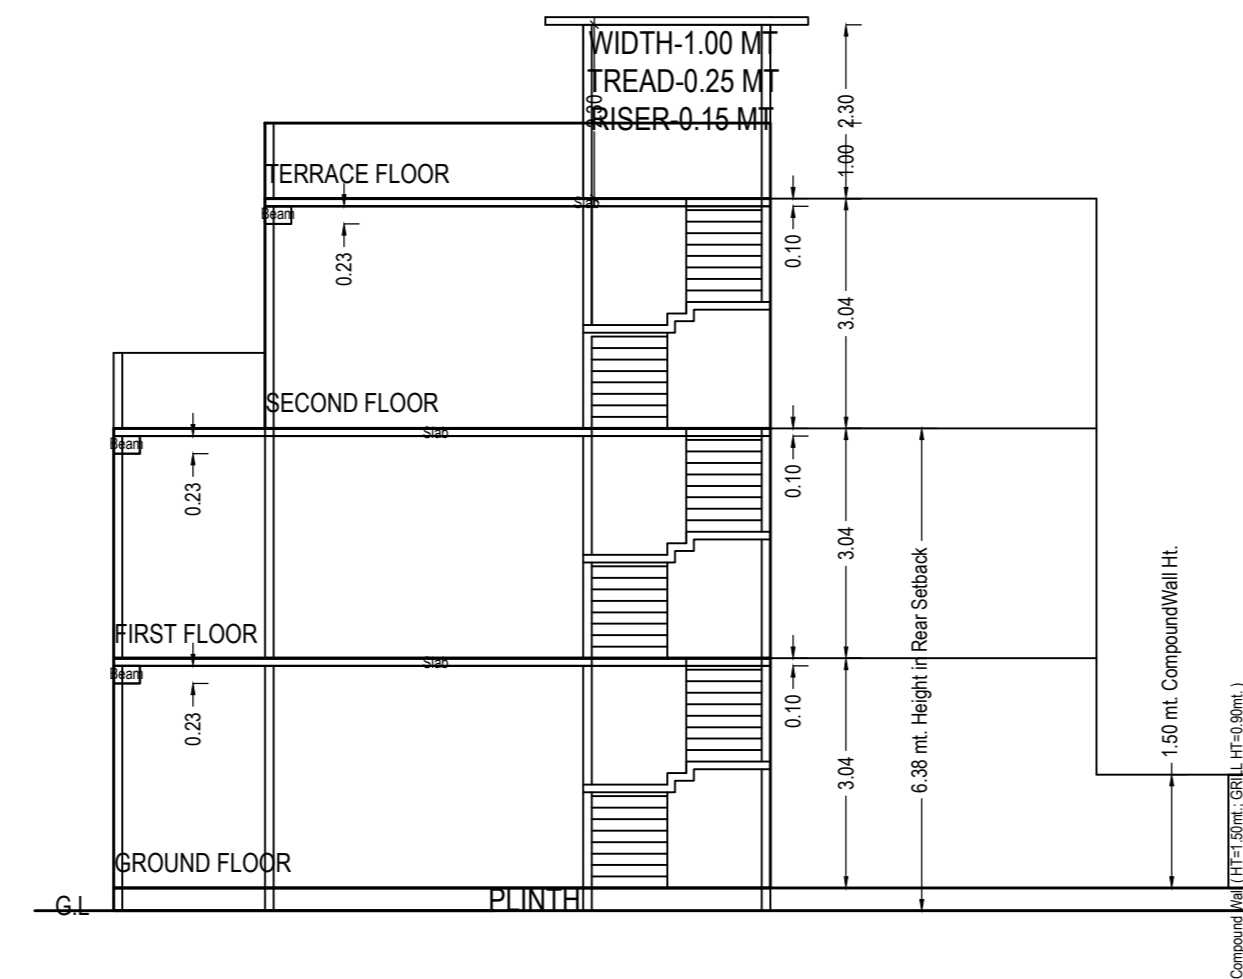 WIDTH-1.00 MT
TREAD-0.25 MT
RISER-0.15 MT
2.30
2.30
1.00
TERRACE FLOOR
Slab
Beam
0.23
0.10
3.04
SECOND FLOOR
Slab
Beam
0.23
0.10
3.04
6.38 mt. Height in Rear Setback
1.50 mt. CompoundWall Ht.
FIRST FLOOR
Slab
Beam
0.23
0.10
3.04
Compound Wall ( HT=1.50mt.; GRILL HT=0.90mt. )
GROUND FLOOR
PLINTH
G.L